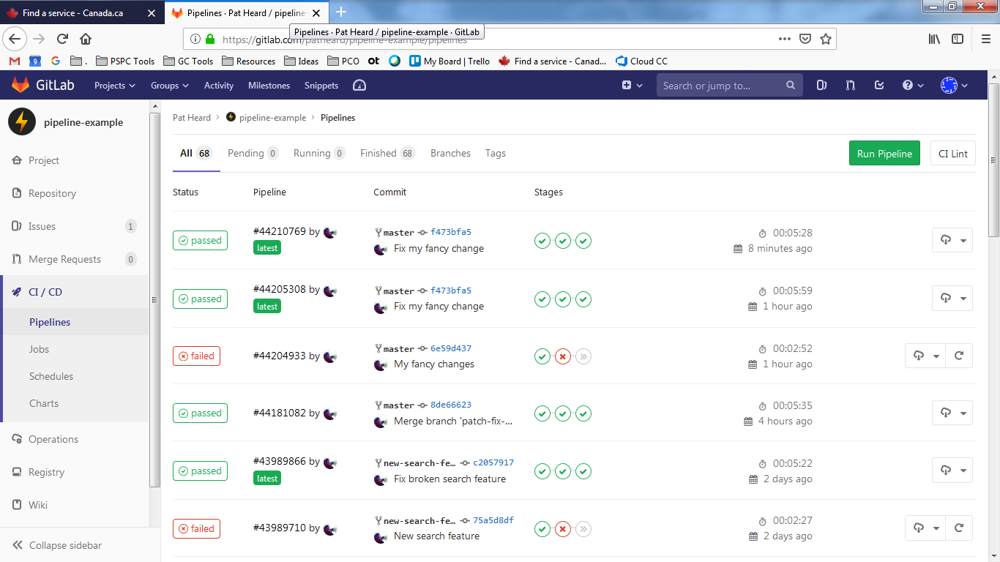 Find a service - Canada.ca
Pipelines · Pat Heard / pipeline-
Pipelines · Pat Heard / pipeline-example · GitLab
https://gitlab.com/patheard/pipeline-example/pipelines
9 G . PSPC Tools GC Tools Resources Ideas PCO ot My Board | Trello Find a service - Canad... Cloud CC
GitLab Projects Groups Activity Milestones Snippets Search or jump to...
pipeline-example
Project
Repository
Issues 1
Merge Requests 0
CI / CD
Pipelines
Jobs
Schedules
Charts
Operations
Registry
Wiki
Collapse sidebar
Pat Heard › pipeline-example › Pipelines
All 68 Pending 0 Running 0 Finished 68 Branches Tags Run Pipeline CI Lint
Status Pipeline Commit Stages
passed #44210769 by latest master f473bfa5 00:05:28
Fix my fancy change 8 minutes ago
passed #44205308 by latest master f473bfa5 00:05:59
Fix my fancy change 1 hour ago
failed #44204933 by master 6e59d437 00:02:52
My fancy changes 1 hour ago
passed #44181082 by master 8de66623 00:05:35
Merge branch 'patch-fix-... 4 hours ago
passed #43989866 by latest new-search-fe… c2057917 00:05:22
Fix broken search feature 2 days ago
failed #43989710 by new-search-fe… 75a5d8df 00:02:27
New search feature 2 days ago